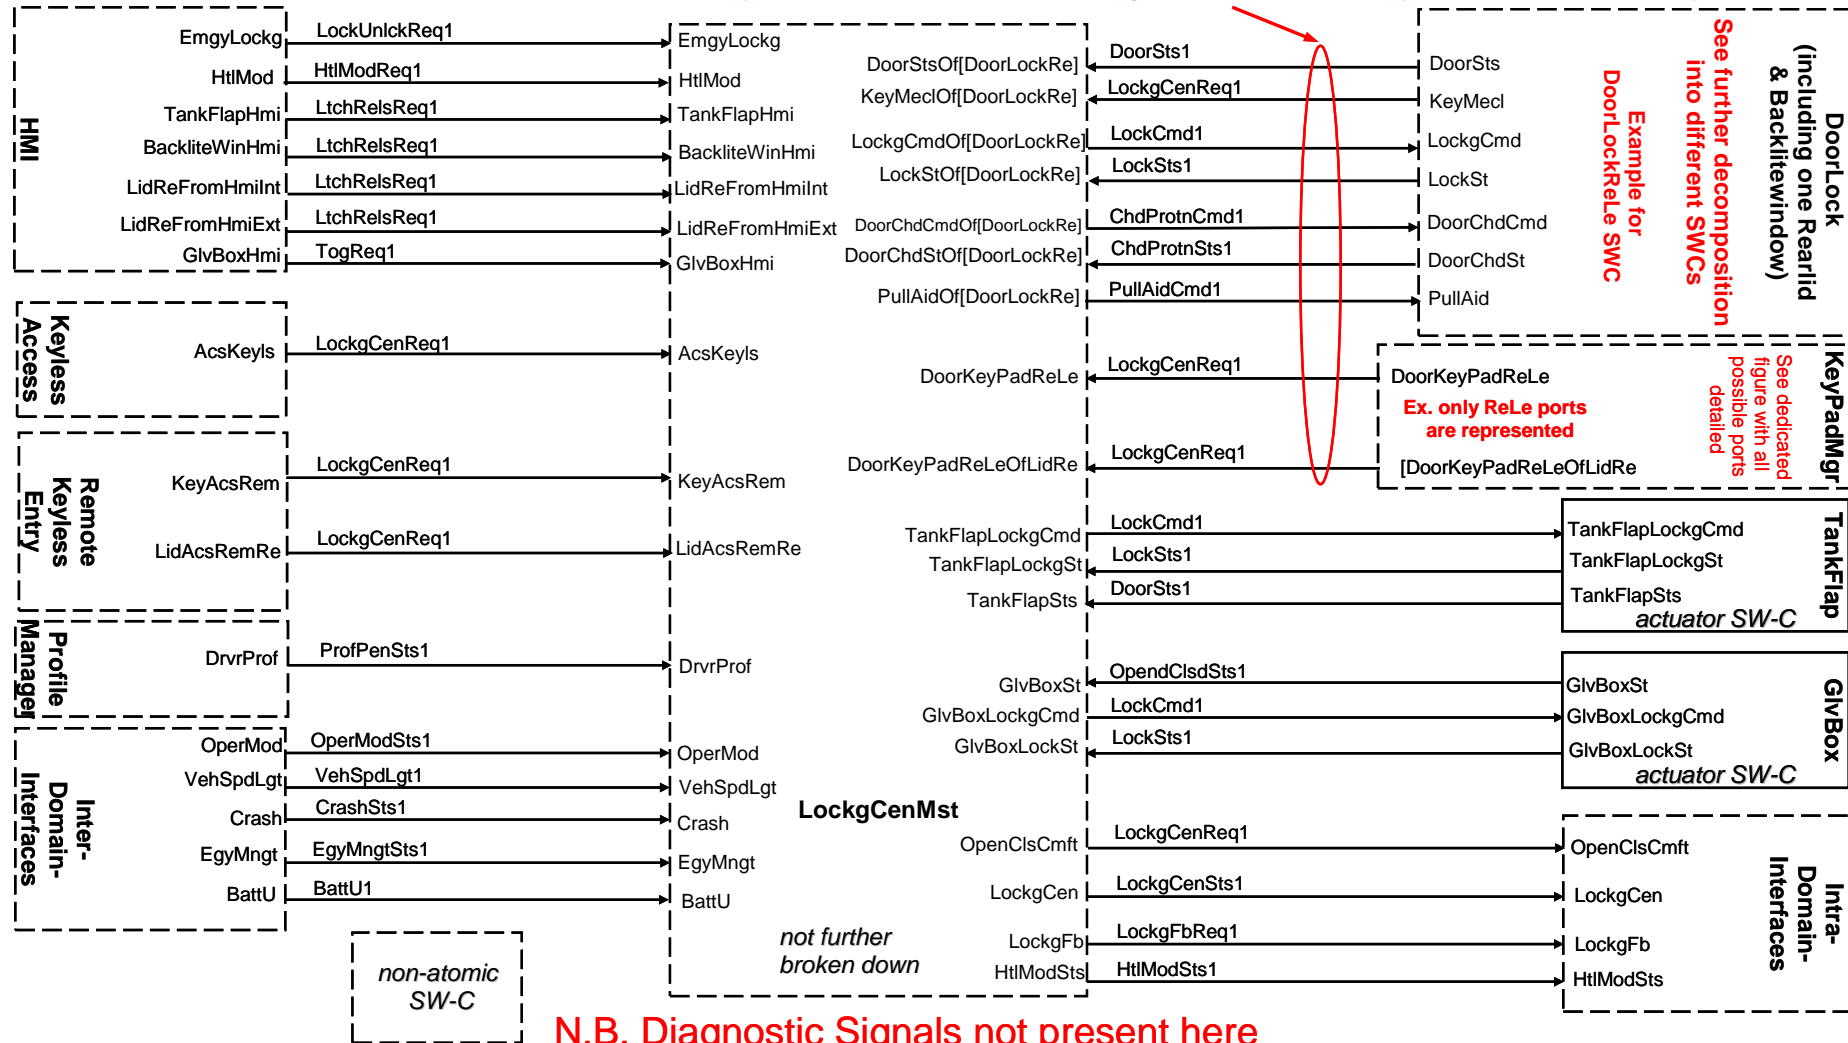 HMI
EmgyLockg
LockUnlckReq1
EmgyLockg
HtlMod
HtlModReq1
HtlMod
TankFlapHmi
LtchRelsReq1
TankFlapHmi
BackliteWinHmi
LtchRelsReq1
BackliteWinHmi
LidReFromHmiInt
LtchRelsReq1
LidReFromHmiInt
LidReFromHmiExt
LtchRelsReq1
LidReFromHmiExt
GlvBoxHmi
TogReq1
GlvBoxHmi
Keyless
Access
AcsKeyls
LockgCenReq1
AcsKeyls
Remote
Keyless
Entry
KeyAcsRem
LockgCenReq1
KeyAcsRem
LidAcsRemRe
LockgCenReq1
LidAcsRemRe
Profile
Manager
DrvrProf
ProfPenSts1
DrvrProf
Inter-
Domain-
Interfaces
OperMod
OperModSts1
OperMod
VehSpdLgt
VehSpdLgt1
VehSpdLgt
Crash
CrashSts1
Crash
EgyMngt
EgyMngtSts1
EgyMngt
BattU
BattU1
BattU
non-atomic
SW-C
LockgCenMst
not further
broken down
DoorStsOf[DoorLockRe]
DoorSts1
DoorSts
KeyMeclOf[DoorLockRe]
LockgCenReq1
KeyMecl
LockgCmdOf[DoorLockRe]
LockCmd1
LockgCmd
LockStOf[DoorLockRe]
LockSts1
LockSt
DoorChdCmdOf[DoorLockRe]
ChdProtnCmd1
DoorChdCmd
DoorChdStOf[DoorLockRe]
ChdProtnSts1
DoorChdSt
PullAidOf[DoorLockRe]
PullAidCmd1
PullAid
DoorLock
(including one Rearlid
& Backlitewindow)
See further decomposition
into different SWCs
Example for
DoorLockReLe SWC
DoorKeyPadReLe
LockgCenReq1
DoorKeyPadReLe
Ex. only ReLe ports
are represented
DoorKeyPadReLeOfLidRe
LockgCenReq1
[DoorKeyPadReLeOfLidRe
KeyPadMgr
See dedicated
figure with all
possible ports
detailed
TankFlapLockgCmd
LockCmd1
TankFlapLockgCmd
TankFlapLockgSt
LockSts1
TankFlapLockgSt
TankFlapSts
DoorSts1
TankFlapSts
actuator SW-C
TankFlap
GlvBoxSt
OpendClsdSts1
GlvBoxSt
GlvBoxLockgCmd
LockCmd1
GlvBoxLockgCmd
GlvBoxLockSt
LockSts1
GlvBoxLockSt
actuator SW-C
GlvBox
OpenClsCmft
LockgCenReq1
OpenClsCmft
LockgCen
LockgCenSts1
LockgCen
LockgFb
LockgFbReq1
LockgFb
HtlModSts
HtlModSts1
HtlModSts
Intra-
Domain-
Interfaces
N.B. Diagnostic Signals not present here